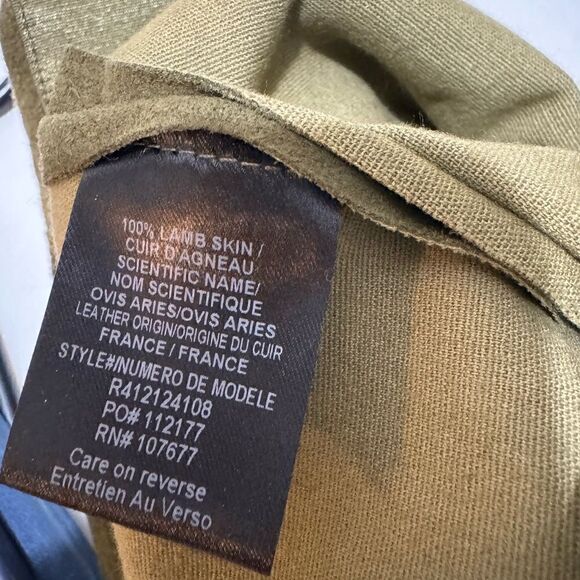 100% LAMB SKIN /
CUIR D'AGNEAU
SCIENTIFIC NAME/
NOM SCIENTIFIQUE
OVIS ARIES/OVIS ARIES
LEATHER ORIGIN/ORIGINE DU CUIR
FRANCE / FRANCE
STYLE#/NUMERO DE MODELE
R412124108
PO# 112177
RN# 107677
Care on reverse
Entretien Au Verso